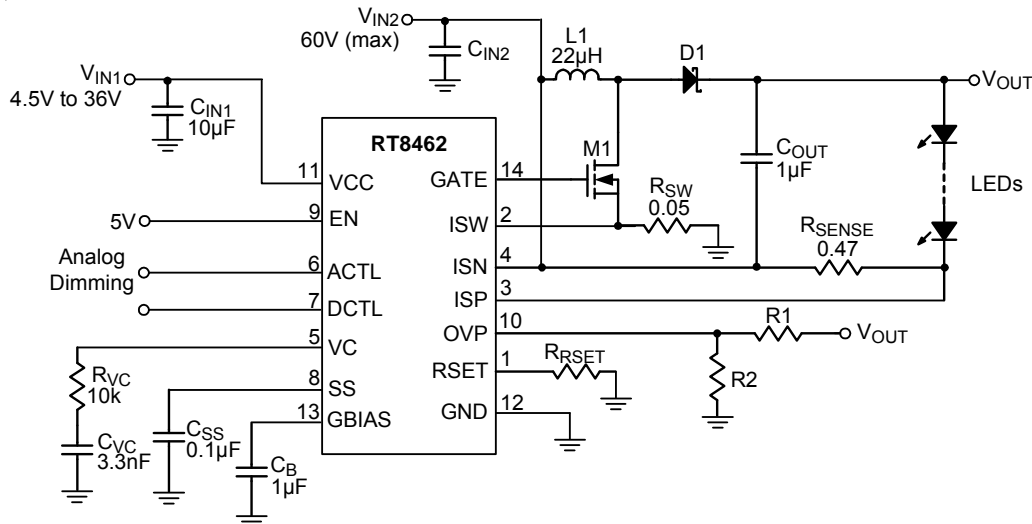 VIN2
60V (max)
CIN2
L1
22µH
D1
VOUT
VIN1
4.5V to 36V
CIN1
10µF
RT8462
M1
COUT
1µF
LEDs
11
VCC
GATE
14
RSW
0.05
5V
9
EN
ISW
2
RSENSE
0.47
Analog
Dimming
6
ACTL
ISN
4
7
DCTL
ISP
3
5
VC
OVP
10
R1
VOUT
RVC
10k
8
SS
RSET
1
RRSET
R2
13
GBIAS
GND
12
CVC
3.3nF
CSS
0.1µF
CB
1µF